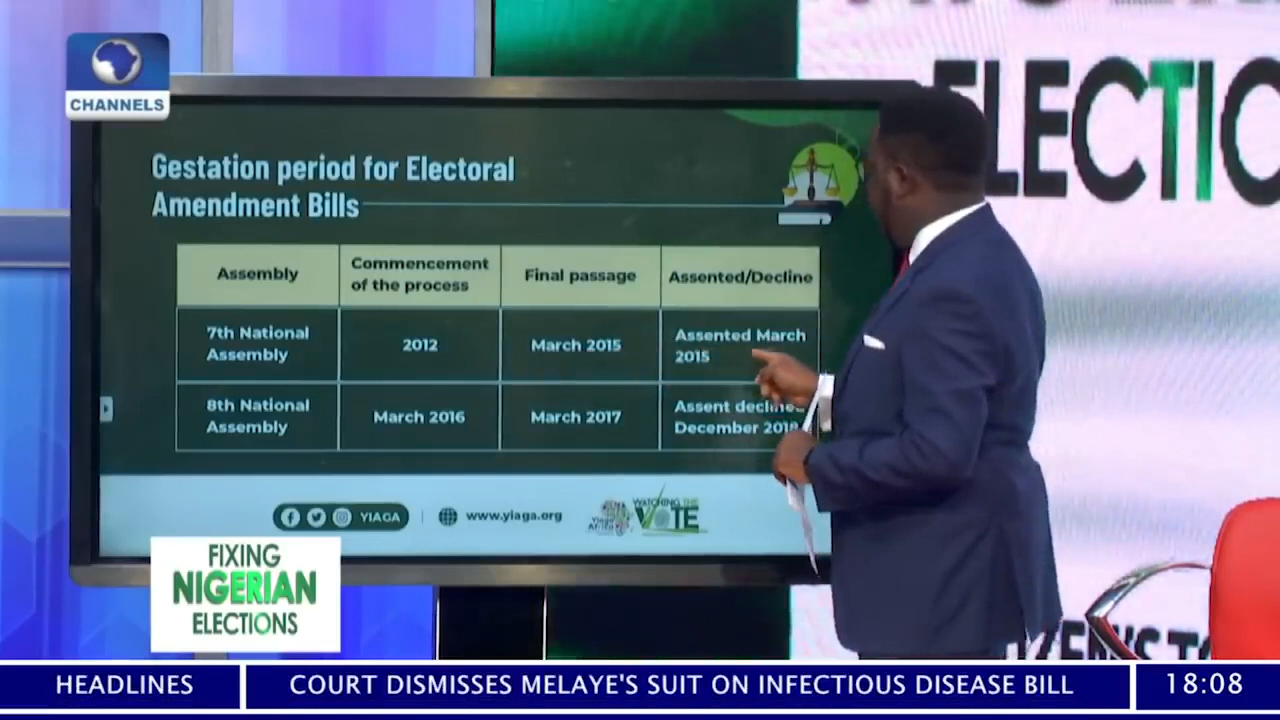 CHANNELS
ELECTIO
Gestation period for Electoral
Amendment Bills
Assembly
Commencement
of the process
Final passage
Assented/Decline
7th National
Assembly
2012
March 2015
Assented March
2015
8th National
Assembly
March 2016
March 2017
Assent declined
December 2018
YIAGA
www.yiaga.org
WATCHING THE
VOTE
FIXING
NIGERIAN
ELECTIONS
HEADLINES
COURT DISMISSES MELAYE'S SUIT ON INFECTIOUS DISEASE BILL
18:08